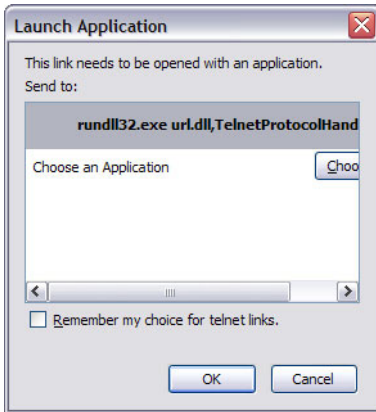 Launch Application
This link needs to be opened with an application.
Send to:
rundll32.exe url.dll,TelnetProtocolHand
Choose an Application
Choo
Remember my choice for telnet links.
OK
Cancel